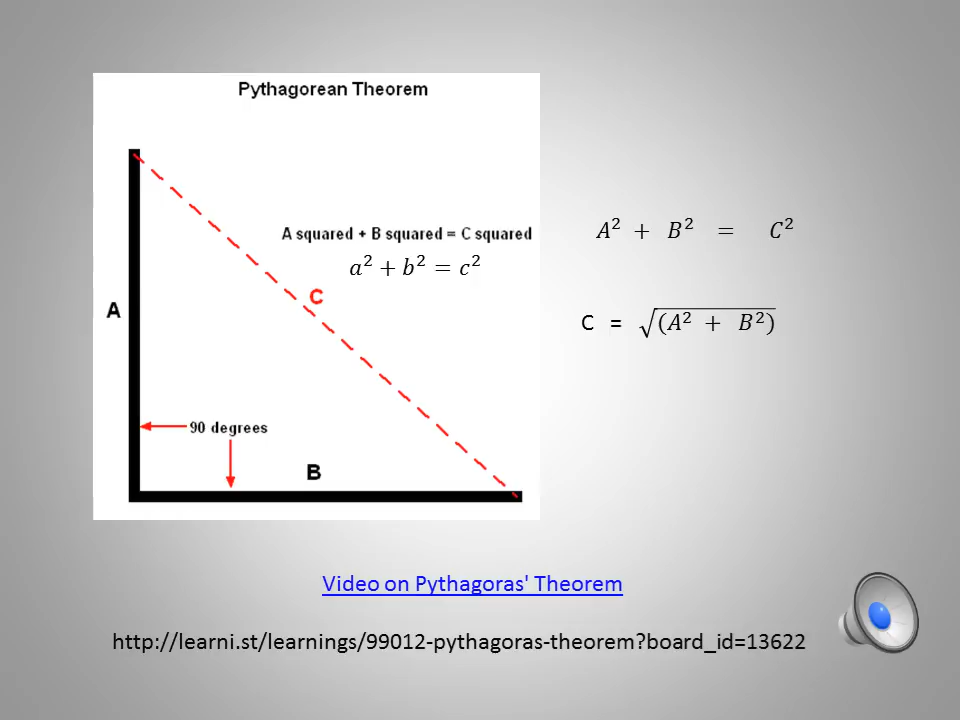 Pythagorean Theorem
A squared + B squared = C squared
a² + b² = c²
C
A
90 degrees
B
A² + B² = C²
C = √(A² + B²)
Video on Pythagoras' Theorem
http://learni.st/learnings/99012-pythagoras-theorem?board_id=13622